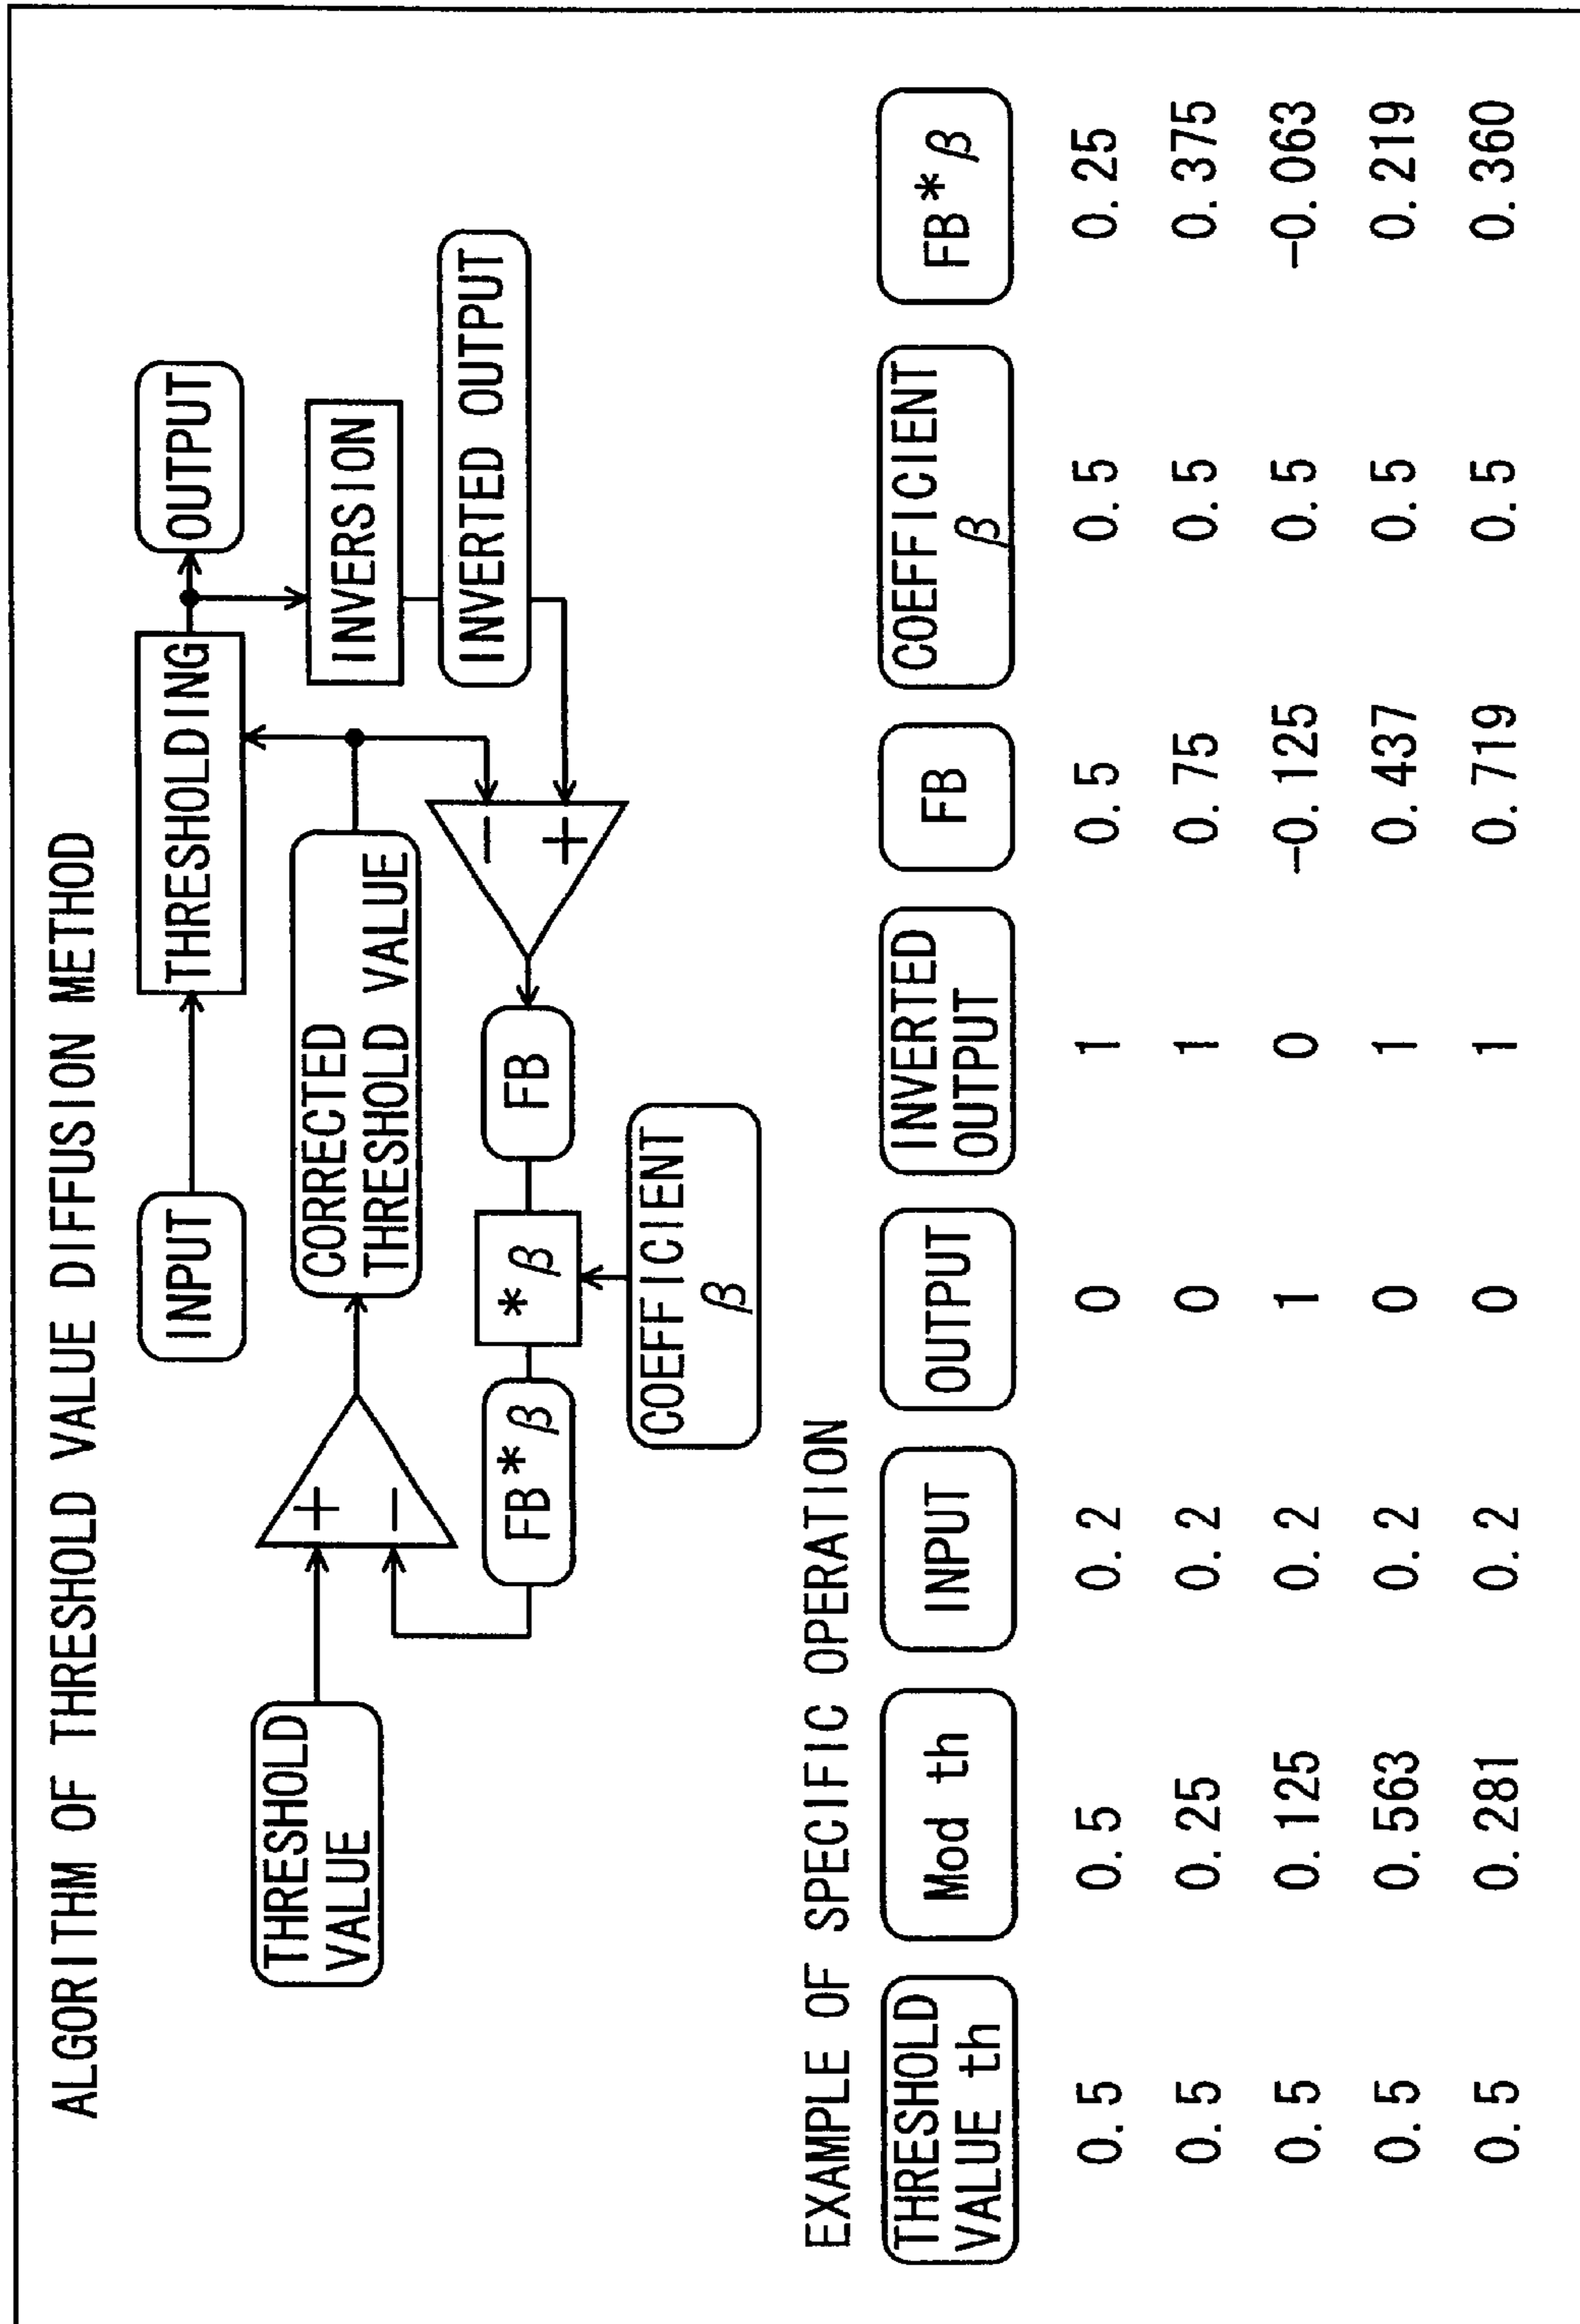 ALGORITHM OF THRESHOLD VALUE DIFFUSION METHOD
INPUT
THRESHOLDING
OUTPUT
THRESHOLD
VALUE
+
−
CORRECTED
THRESHOLD VALUE
INVERSION
INVERTED OUTPUT
−
+
FB*β
*β
FB
COEFFICIENT
β
EXAMPLE OF SPECIFIC OPERATION
THRESHOLD VALUE th Mod th INPUT OUTPUT INVERTED OUTPUT FB COEFFICIENT β FB*β
0.5 0.5 0.2 0 1 0.5 0.5 0.25
0.5 0.25 0.2 0 1 0.75 0.5 0.375
0.5 0.125 0.2 1 0 −0.125 0.5 −0.063
0.5 0.563 0.2 0 1 0.437 0.5 0.219
0.5 0.281 0.2 0 1 0.719 0.5 0.360